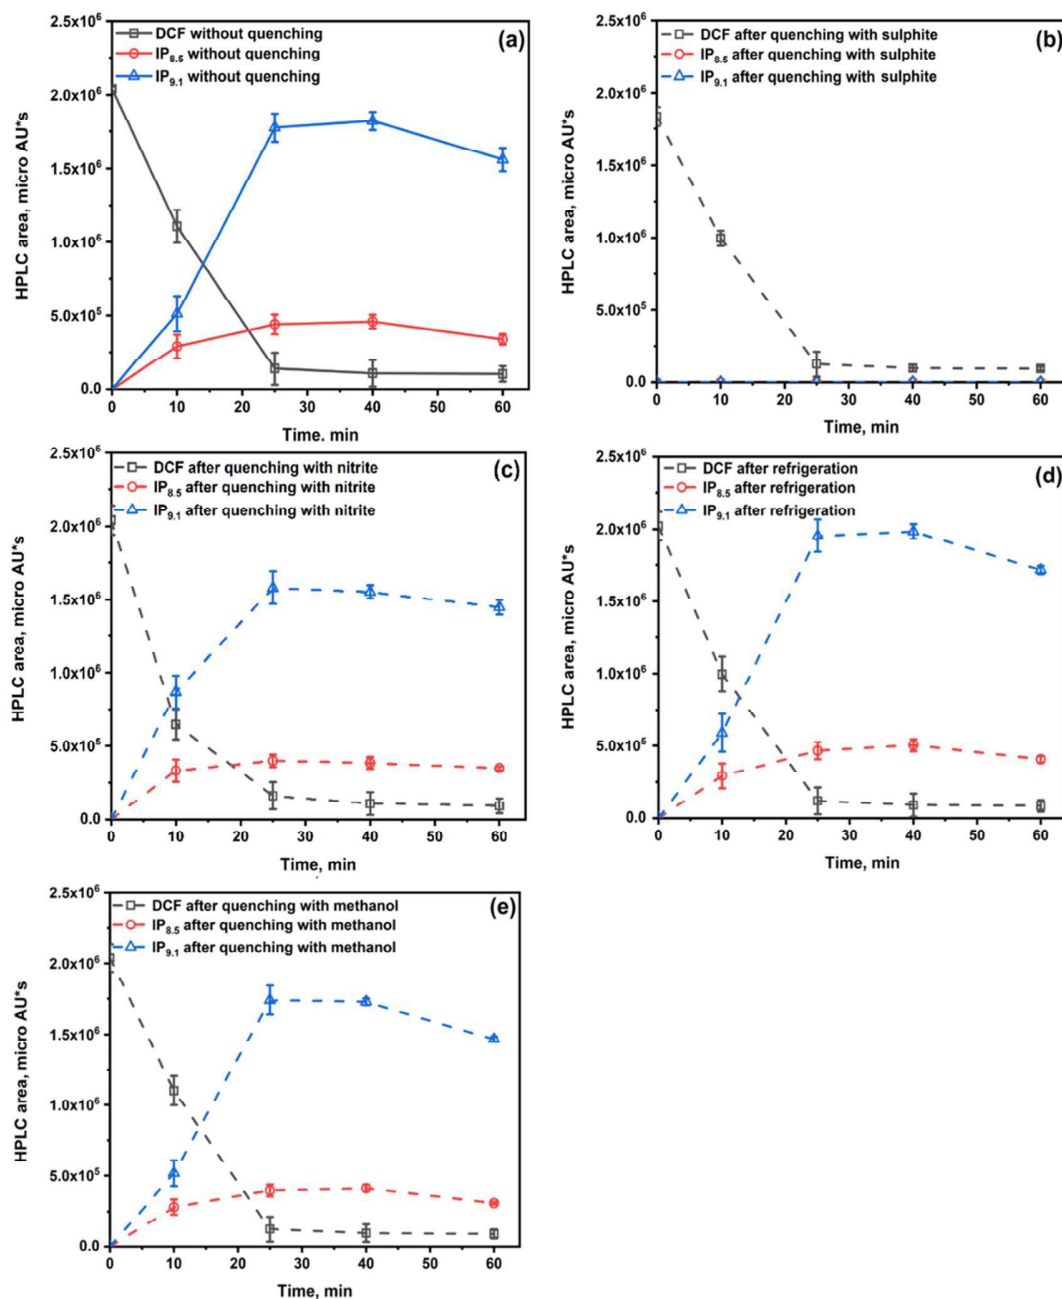 2.5x10⁶
DCF without quenching
(a)
IP₈.₅ without quenching
IP₉.₁ without quenching
2.0x10⁶
1.5x10⁶
1.0x10⁶
5.0x10⁵
0.0
HPLC area, micro AU*s
0 10 20 30 40 50 60
Time. min
2.5x10⁶
DCF after quenching with sulphite
(b)
IP₈.₅ after quenching with sulphite
IP₉.₁ after quenching with sulphite
2.0x10⁶
1.5x10⁶
1.0x10⁶
5.0x10⁵
0.0
HPLC area, micro AU*s
0 10 20 30 40 50 60
Time, min
2.5x10⁶
DCF after quenching with nitrite
(c)
IP₈.₅ after quenching with nitrite
IP₉.₁ after quenching with nitrite
2.0x10⁶
1.5x10⁶
1.0x10⁶
5.0x10⁵
0.0
HPLC area, micro AU*s
0 10 20 30 40 50 60
Time, min
2.5x10⁶
DCF after refrigeration
(d)
IP₈.₅ after refrigeration
IP₉.₁ after refrigeration
2.0x10⁶
1.5x10⁶
1.0x10⁶
5.0x10⁵
0.0
HPLC area, micro AU*s
0 10 20 30 40 50 60
Time, min
2.5x10⁶
DCF after quenching with methanol
(e)
IP₈.₅ after quenching with methanol
IP₉.₁ after quenching with methanol
2.0x10⁶
1.5x10⁶
1.0x10⁶
5.0x10⁵
0.0
HPLC area, micro AU*s
0 10 20 30 40 50 60
Time, min